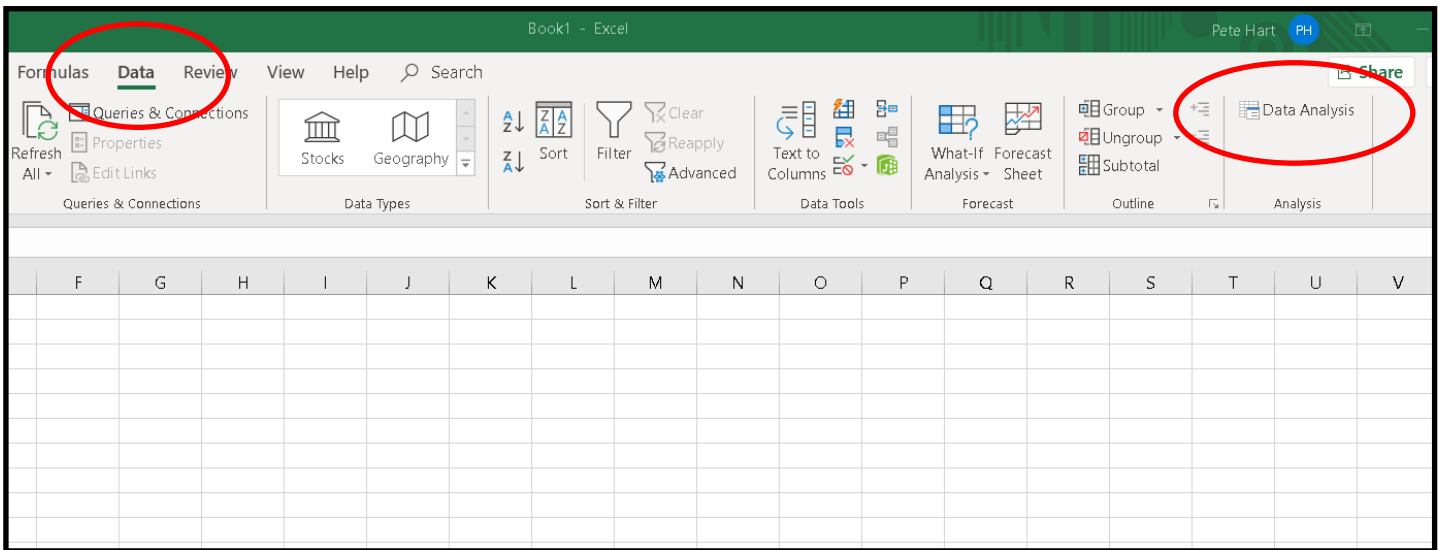 Book1 - Excel
Pete Hart PH
Formulas Data Review View Help Search
Share
Refresh All
Queries & Connections
Properties
Edit Links
Queries & Connections
Stocks
Geography
Data Types
Sort
Filter
Clear
Reapply
Advanced
Sort & Filter
Text to
Columns
Data Tools
What-If
Analysis
Forecast
Sheet
Forecast
Group
Ungroup
Subtotal
Outline
Data Analysis
Analysis
F G H I J K L M N O P Q R S T U V